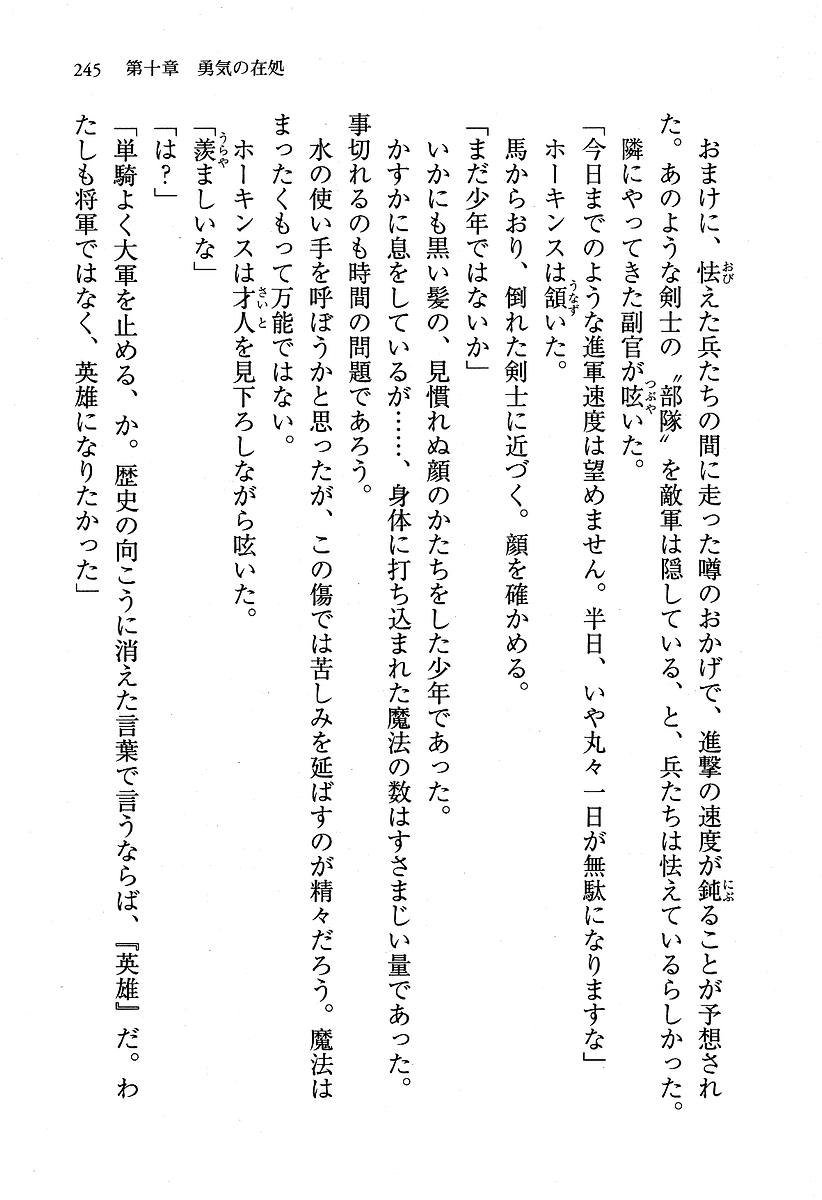 245　第十章　勇気の在処
　おまけに、怯えた兵たちの間に走った噂のおかげで、進撃の速度が鈍ることが予想され
た。あのような剣士の〝部隊〟を敵軍は隠している、と、兵たちは怯えているらしかった。
　隣にやってきた副官が呟いた。
「今日までのような進軍速度は望めません。半日、いや丸々一日が無駄になりますな」
　ホーキンスは頷いた。
　馬からおり、倒れた剣士に近づく。顔を確かめる。
「まだ少年ではないか」
　いかにも黒い髪の、見慣れぬ顔のかたちをした少年であった。
　かすかに息をしているが……、身体に打ち込まれた魔法の数はすさまじい量であった。
事切れるのも時間の問題であろう。
　水の使い手を呼ぼうかと思ったが、この傷では苦しみを延ばすのが精々だろう。魔法は
まったくもって万能ではない。
　ホーキンスは才人を見下ろしながら呟いた。
「羨ましいな」
「は？」
「単騎よく大軍を止める、か。歴史の向こうに消えた言葉で言うならば、『英雄』だ。わ
たしも将軍ではなく、英雄になりたかった」